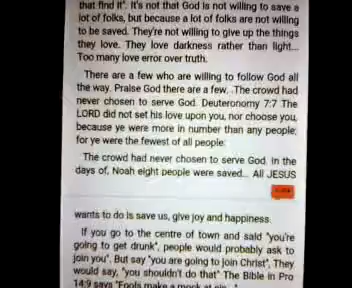 that find it". It's not that God is not willing to save a
lot of folks, but because a lot of folks are not willing
to be saved. They're not willing to give up the things
they love. They love darkness rather than light...
Too many love error over truth.
There are a few who are willing to follow God all
the way. Praise God there are a few. The crowd had
never chosen to serve God. Deuteronomy 7:7 The
LORD did not set his love upon you, nor choose you,
because ye were more in number than any people;
for ye were the fewest of all people:
The crowd had never chosen to serve God. In the
days of, Noah eight people were saved... All JESUS
wants to do is save us, give joy and happiness.
If you go to the centre of town and said "you're
going to get drunk", people would probably ask to
join you". But say "you are going to join Christ", They
would say, "you shouldn't do that" The Bible in Pro
14:9 says "Fools make a mock at sin